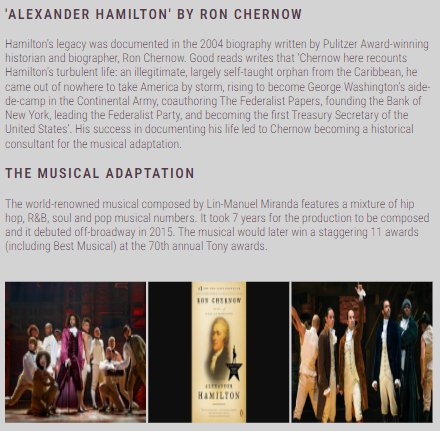 'ALEXANDER HAMILTON' BY RON CHERNOW
Hamilton's legacy was documented in the 2004 biography written by Pulitzer Award-winning
historian and biographer, Ron Chernow. Good reads writes that 'Chernow here recounts
Hamilton's turbulent life: an illegitimate, largely self-taught orphan from the Caribbean, he
came out of nowhere to take America by storm, rising to become George Washington's aide-
de-camp in the Continental Army, coauthoring The Federalist Papers, founding the Bank of
New York, leading the Federalist Party, and becoming the first Treasury Secretary of the
United States'. His success in documenting his life led to Chernow becoming a historical
consultant for the musical adaptation.
THE MUSICAL ADAPTATION
The world-renowned musical composed by Lin-Manuel Miranda features a mixture of hip
hop, R&B, soul and pop musical numbers. It took 7 years for the production to be composed
and it debuted off-broadway in 2015. The musical would later win a staggering 11 awards
(including Best Musical) at the 70th annual Tony awards.
RON CHERNOW
ALEXANDER
HAMILTON